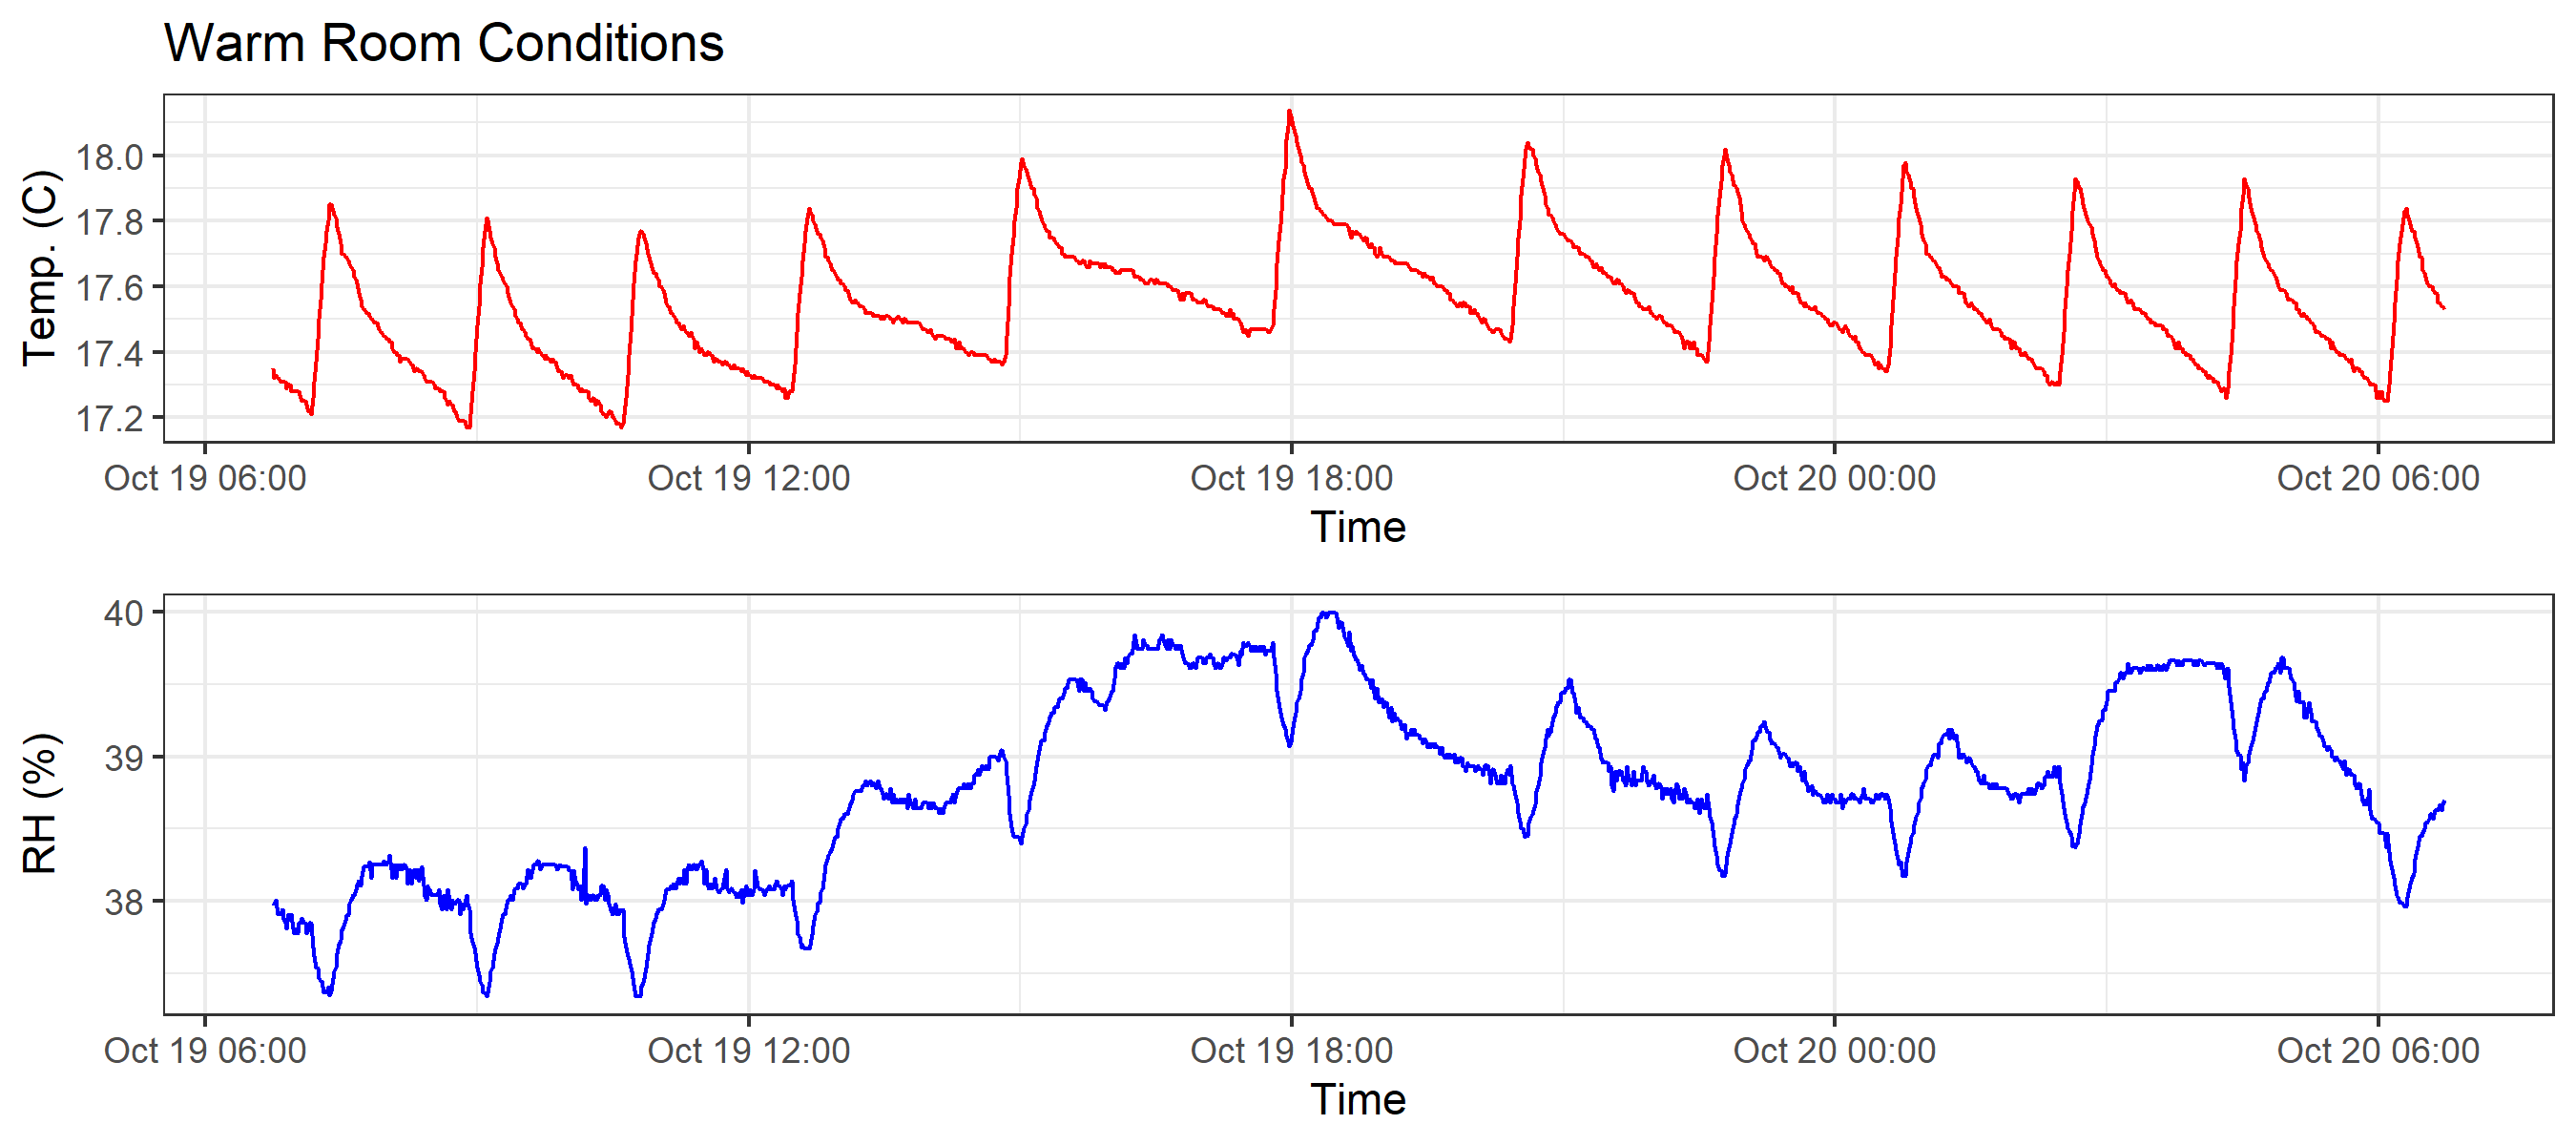 Warm Room Conditions
Temp. (C)
18.0
17.8
17.6
17.4
17.2
Oct 19 06:00 Oct 19 12:00 Oct 19 18:00 Oct 20 00:00 Oct 20 06:00
Time
RH (%)
40
39
38
Oct 19 06:00 Oct 19 12:00 Oct 19 18:00 Oct 20 00:00 Oct 20 06:00
Time